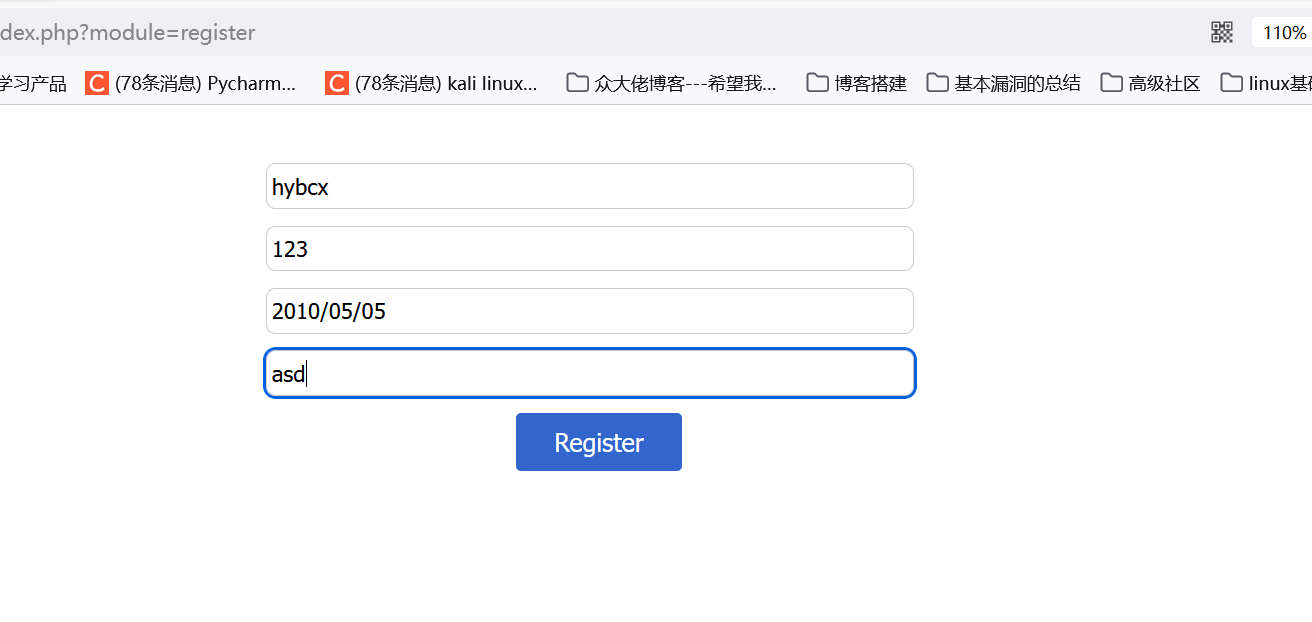 dex.php?module=register
110%
学习产品 (78条消息) Pycharm... (78条消息) kali linux... 众大佬博客---希望我... 博客搭建 基本漏洞的总结 高级社区 linux基
hybcx
123
2010/05/05
asd
Register